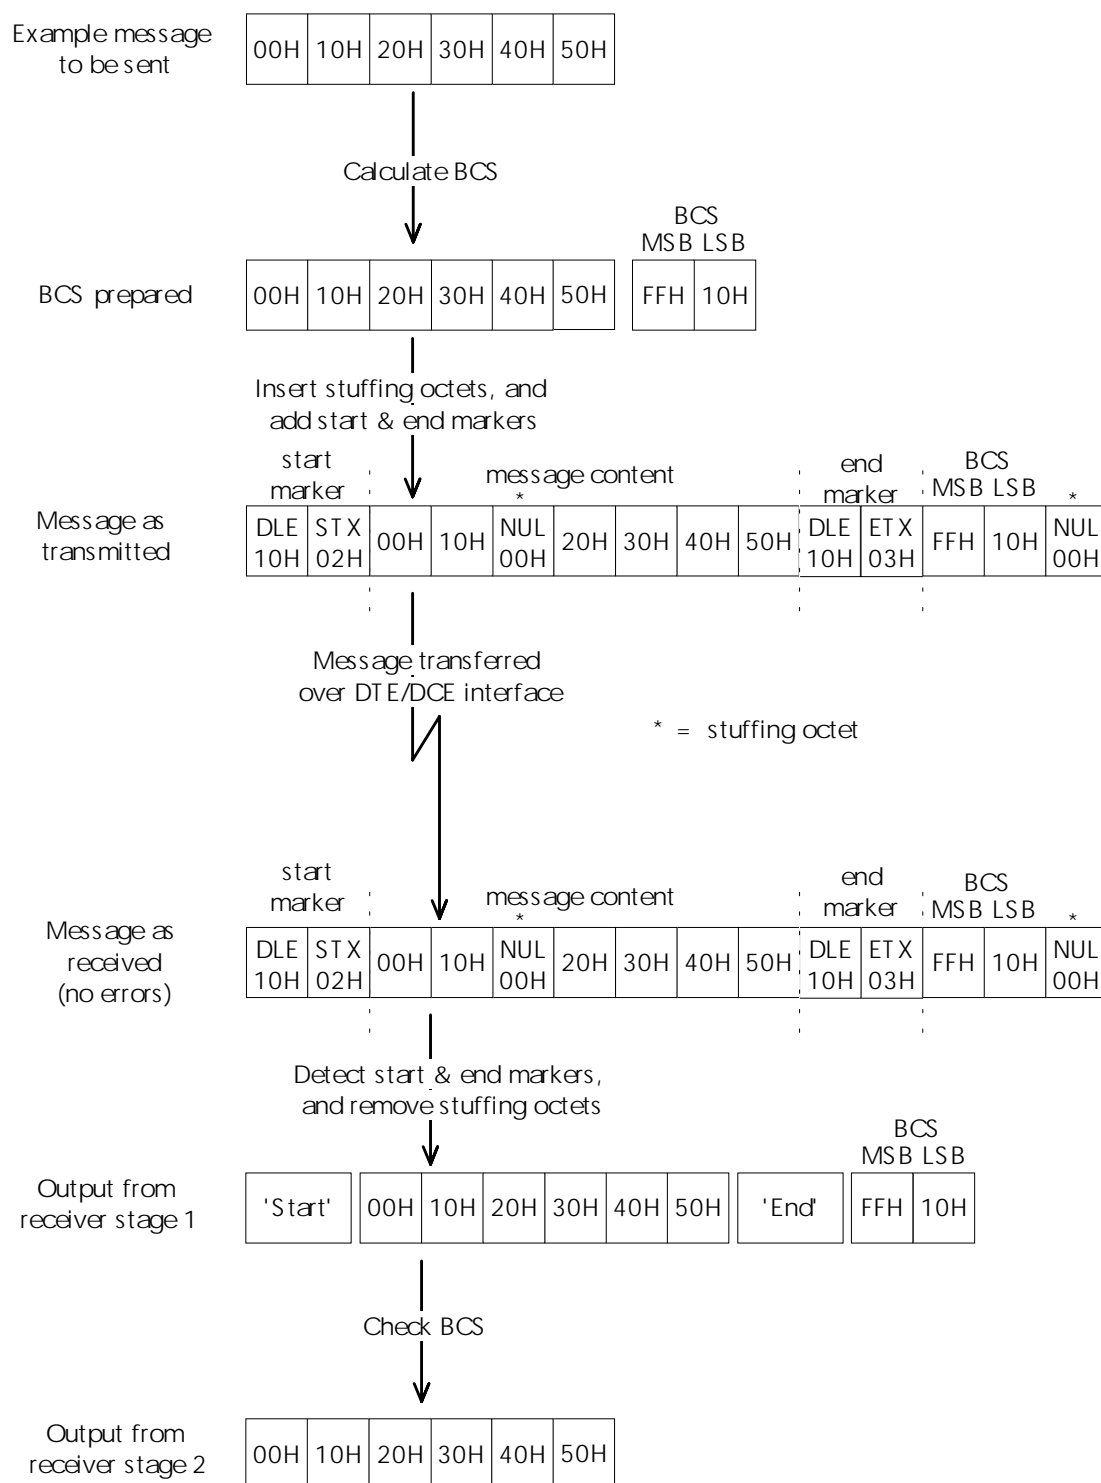 Example message
to be sent
00H 10H 20H 30H 40H 50H
Calculate BCS
BCS
MSB LSB
BCS prepared
00H 10H 20H 30H 40H 50H FFH 10H
Insert stuffing octets, and
add start & end markers
start
marker
message content
*
end
marker
BCS
MSB LSB
*
Message as
transmitted
DLE STX 00H 10H NUL 20H 30H 40H 50H DLE ETX FFH 10H NUL
10H 02H 00H 10H 03H 00H
Message transferred
over DTE/DCE interface
* = stuffing octet
start
marker
message content
*
end
marker
BCS
MSB LSB
*
Message as
received
(no errors)
DLE STX 00H 10H NUL 20H 30H 40H 50H DLE ETX FFH 10H NUL
10H 02H 00H 10H 03H 00H
Detect start & end markers,
and remove stuffing octets
BCS
MSB LSB
Output from
receiver stage 1
'Start' 00H 10H 20H 30H 40H 50H 'End' FFH 10H
Check BCS
Output from
receiver stage 2
00H 10H 20H 30H 40H 50H